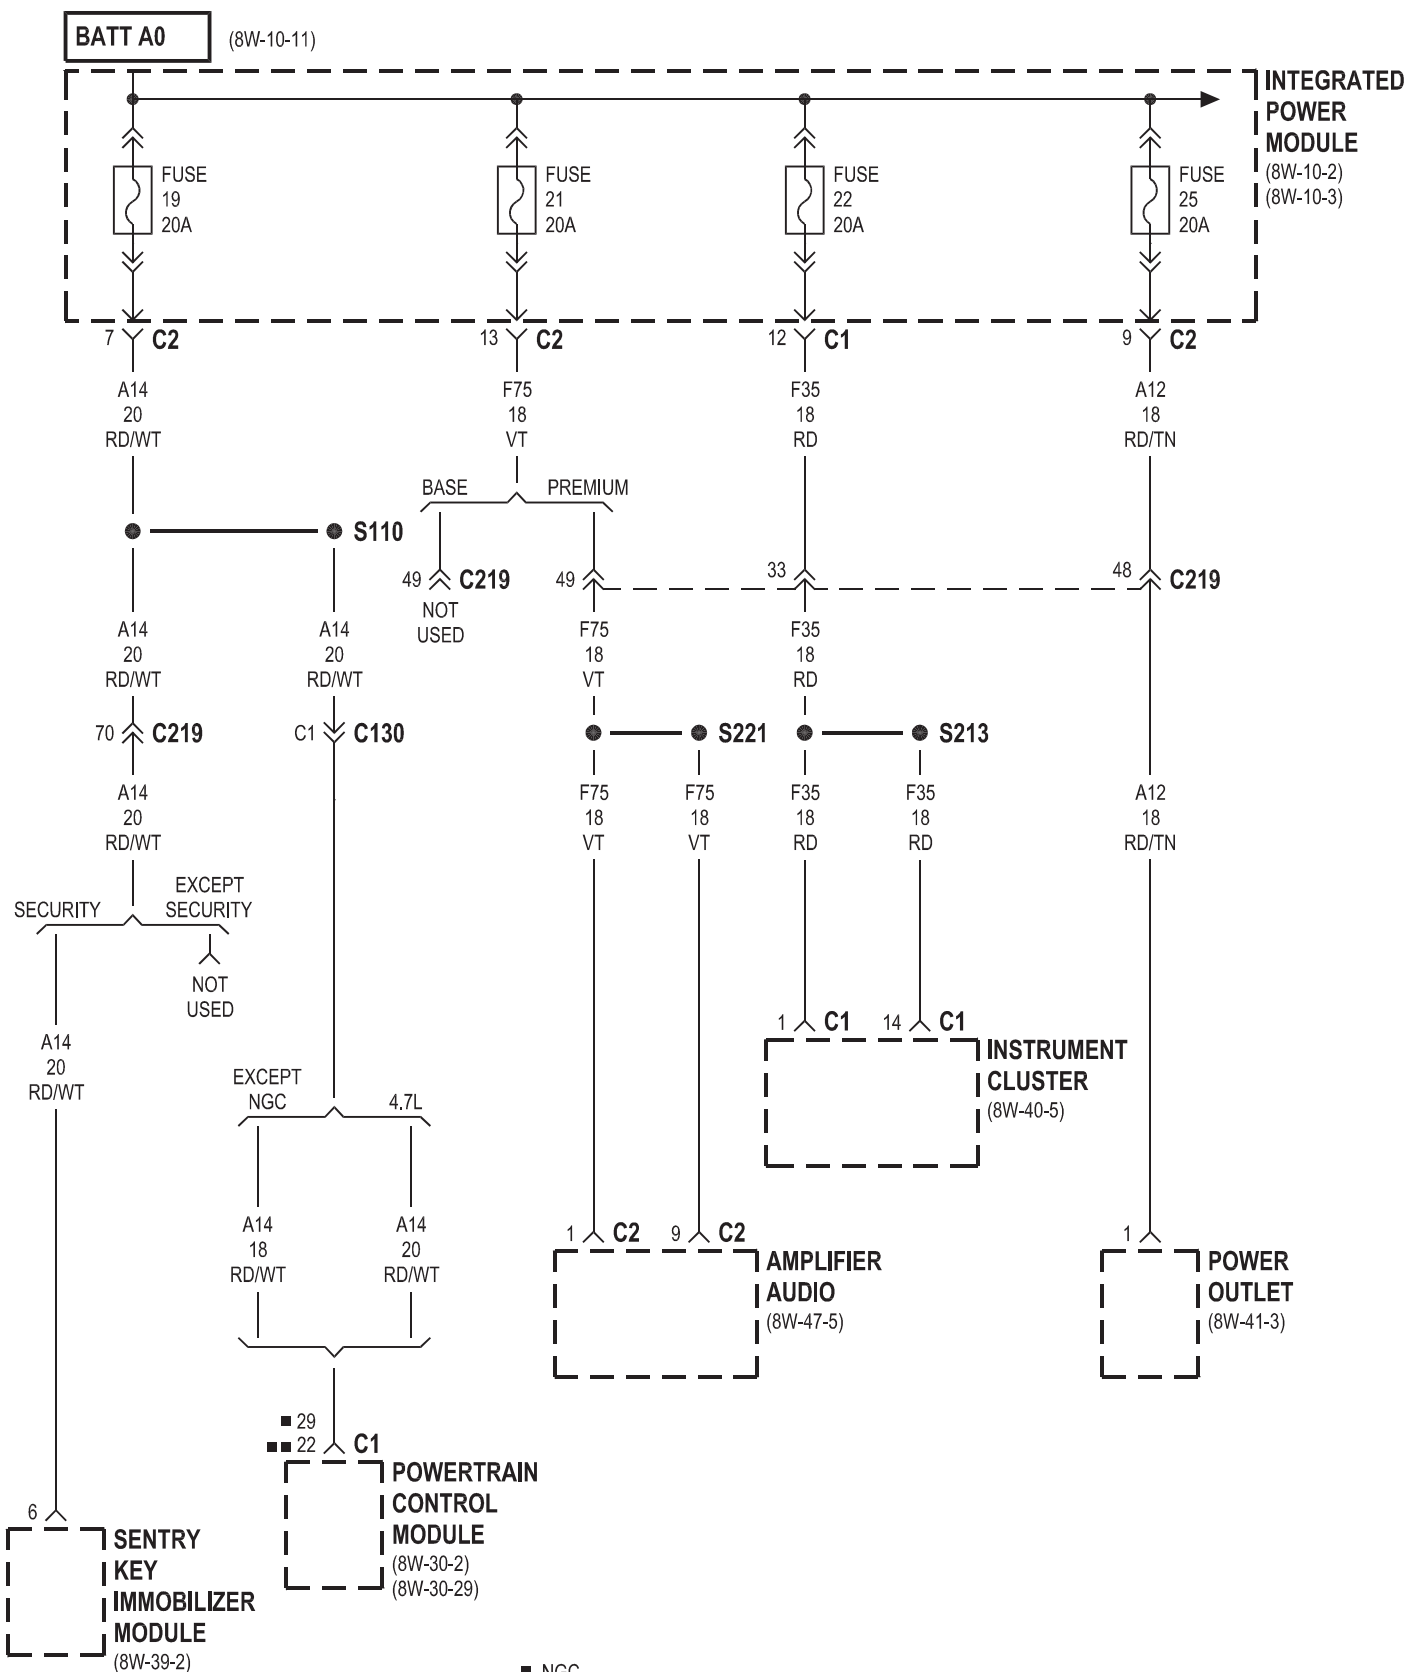 BATT A0
(8W-10-11)
INTEGRATED
POWER
MODULE
(8W-10-2)
(8W-10-3)
FUSE
19
20A
FUSE
21
20A
FUSE
22
20A
FUSE
25
20A
7 C2
13 C2
12 C1
9 C2
A14
20
RD/WT
F75
18
VT
F35
18
RD
A12
18
RD/TN
BASE
PREMIUM
S110
49 C219
NOT
USED
49
33
48 C219
A14
20
RD/WT
A14
20
RD/WT
F75
18
VT
F35
18
RD
70 C219
C1 C130
S221
S213
A14
20
RD/WT
F75
18
VT
F75
18
VT
F35
18
RD
F35
18
RD
A12
18
RD/TN
SECURITY
EXCEPT
SECURITY
NOT
USED
A14
20
RD/WT
1 C1
14 C1
INSTRUMENT
CLUSTER
(8W-40-5)
EXCEPT
NGC
4.7L
A14
18
RD/WT
A14
20
RD/WT
1 C2
9 C2
AMPLIFIER
AUDIO
(8W-47-5)
1
POWER
OUTLET
(8W-41-3)
■ 29
■■ 22 C1
POWERTRAIN
CONTROL
MODULE
(8W-30-2)
(8W-30-29)
6
SENTRY
KEY
IMMOBILIZER
MODULE
(8W-39-2)
■ NGC